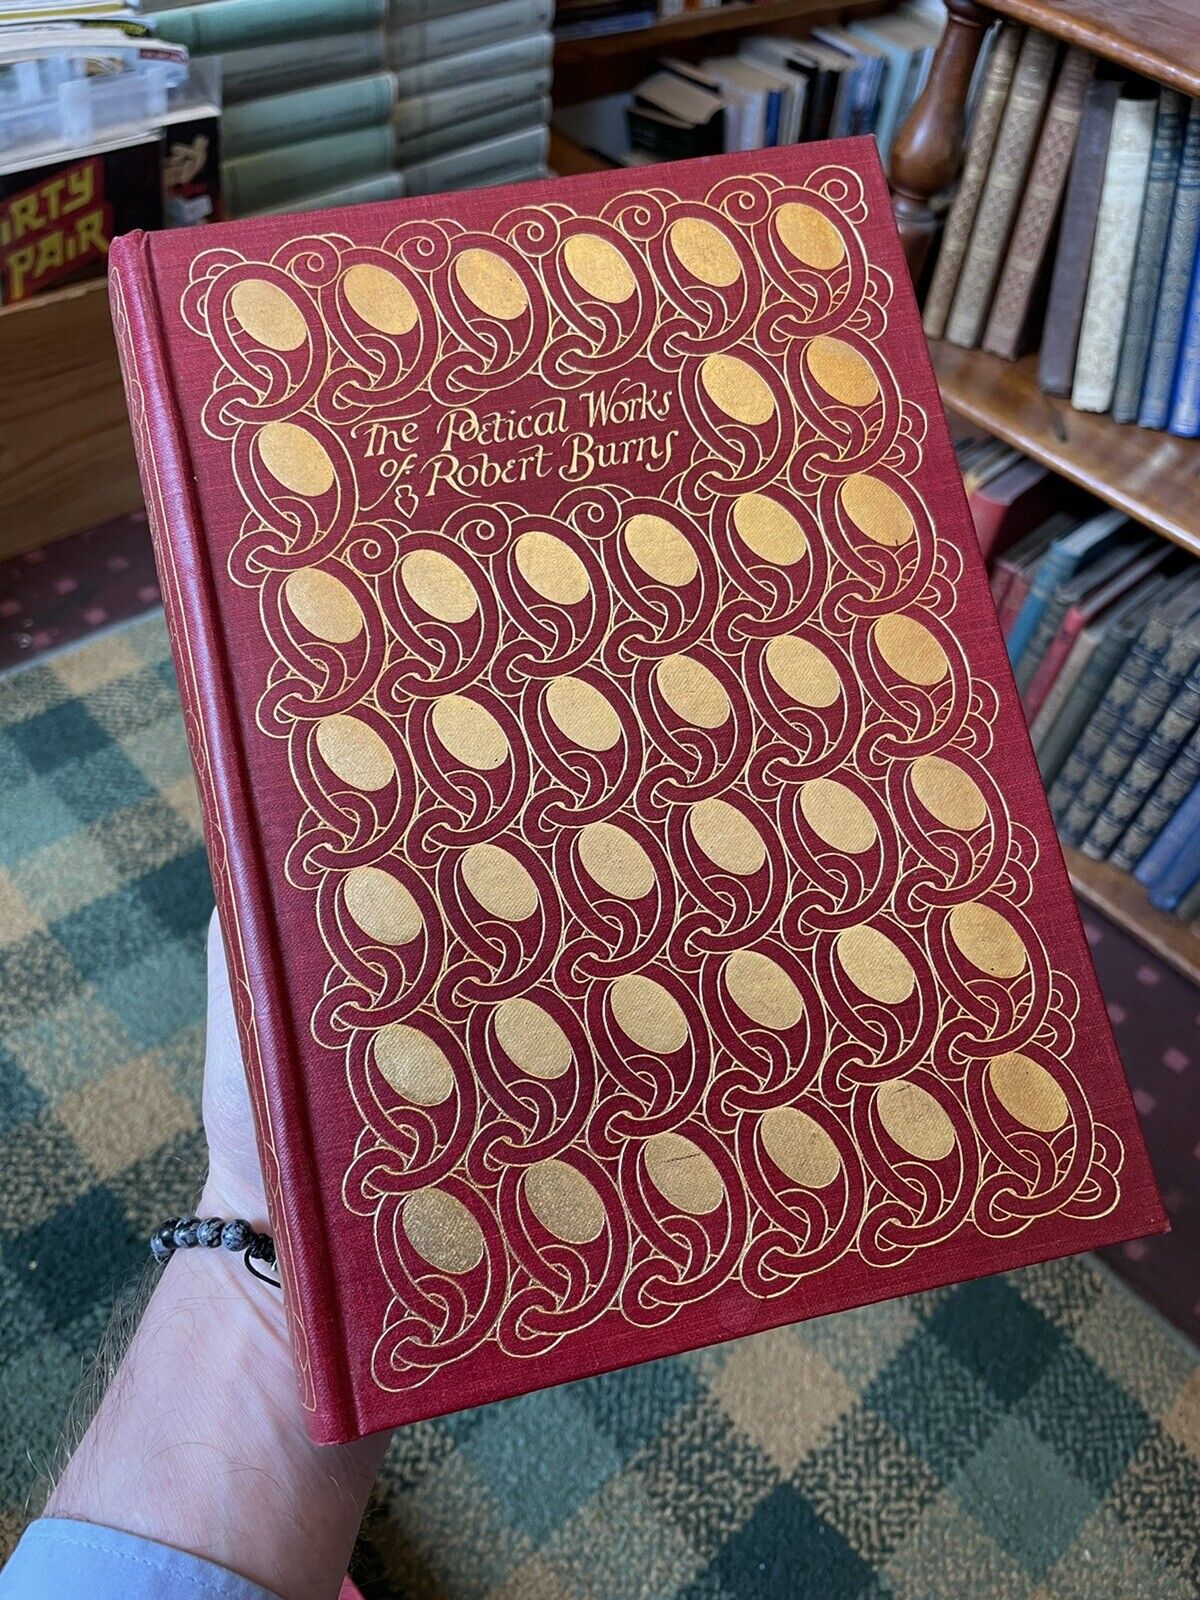 The Poetical Works
of Robert Burns
IRTY
PAIR